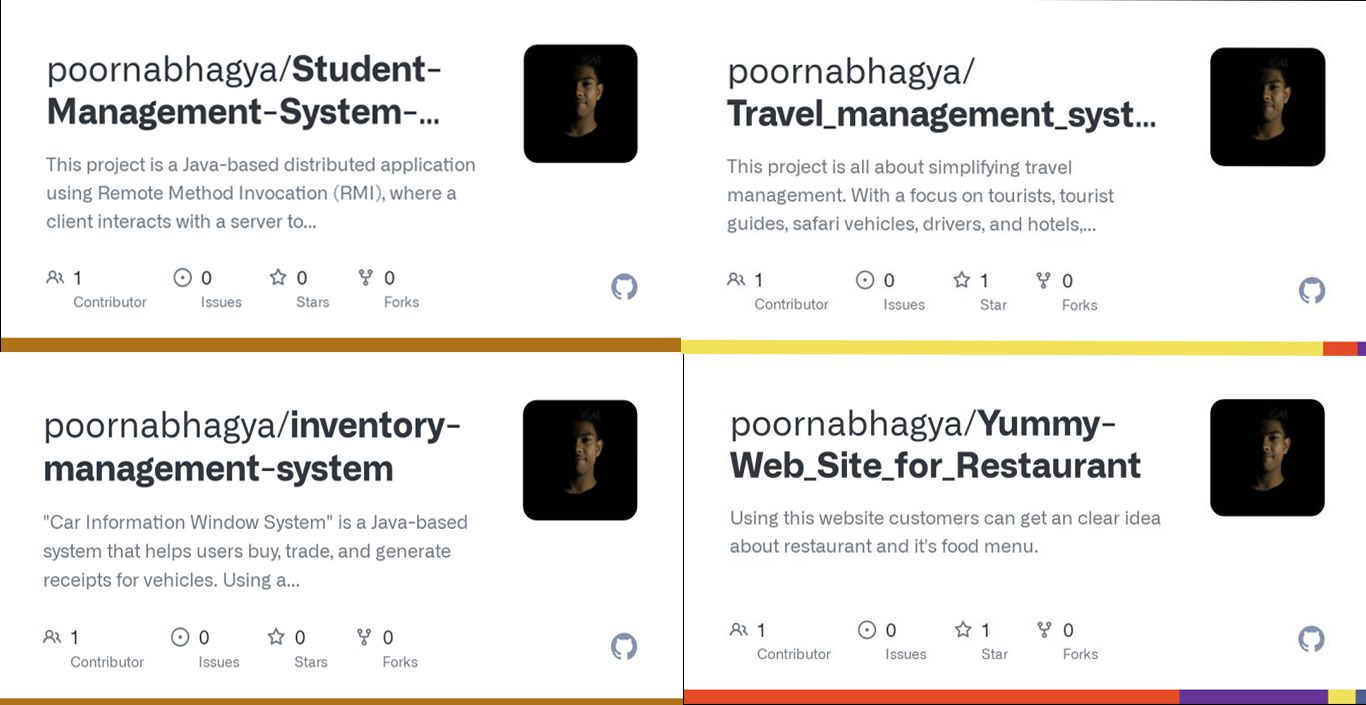 poornabhagya/Student-
Management-System-...
This project is a Java-based distributed application
using Remote Method Invocation (RMI), where a
client interacts with a server to...
1 0 0 0
Contributor Issues Stars Forks
poornabhagya/
Travel_management_syst...
This project is all about simplifying travel
management. With a focus on tourists, tourist
guides, safari vehicles, drivers, and hotels,...
1 0 1 0
Contributor Issues Star Forks
poornabhagya/inventory-
management-system
"Car Information Window System" is a Java-based
system that helps users buy, trade, and generate
receipts for vehicles. Using a...
1 0 0 0
Contributor Issues Stars Forks
poornabhagya/Yummy-
Web_Site_for_Restaurant
Using this website customers can get an clear idea
about restaurant and it's food menu.
1 0 1 0
Contributor Issues Star Forks